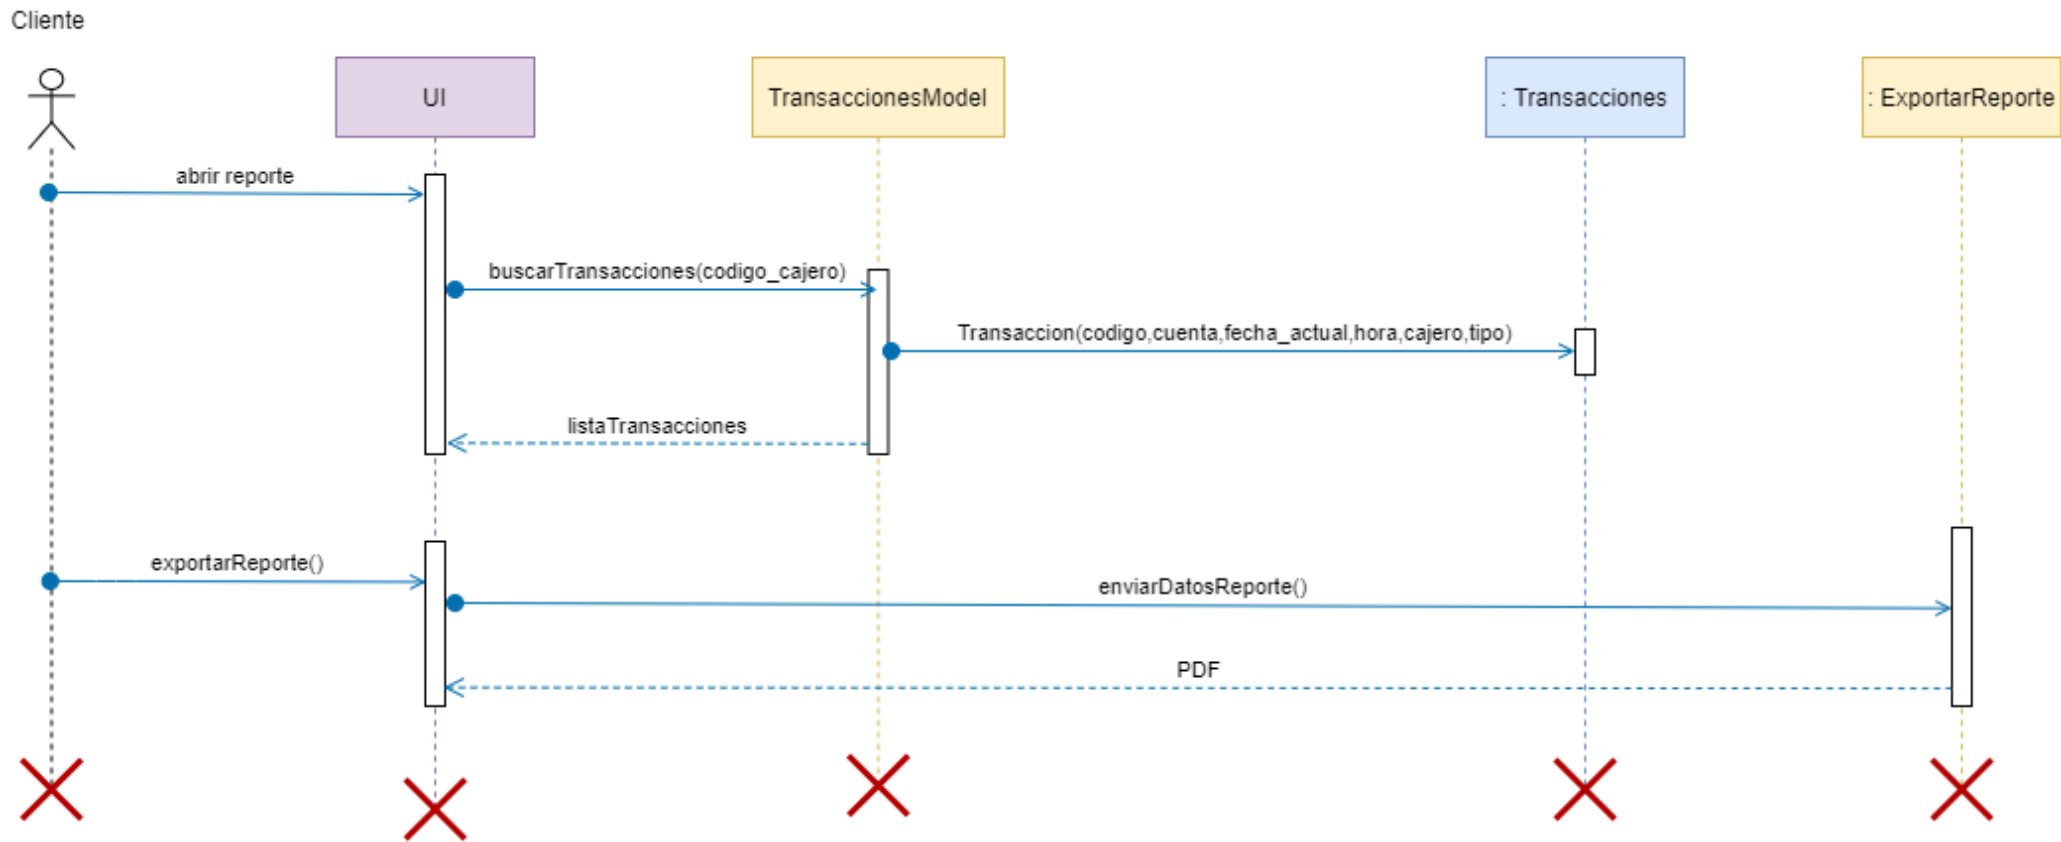 Cliente
UI
TransaccionesModel
: Transacciones
: ExportarReporte
abrir reporte
buscarTransacciones(codigo_cajero)
Transaccion(codigo,cuenta,fecha_actual,hora,cajero,tipo)
listaTransacciones
exportarReporte()
enviarDatosReporte()
PDF